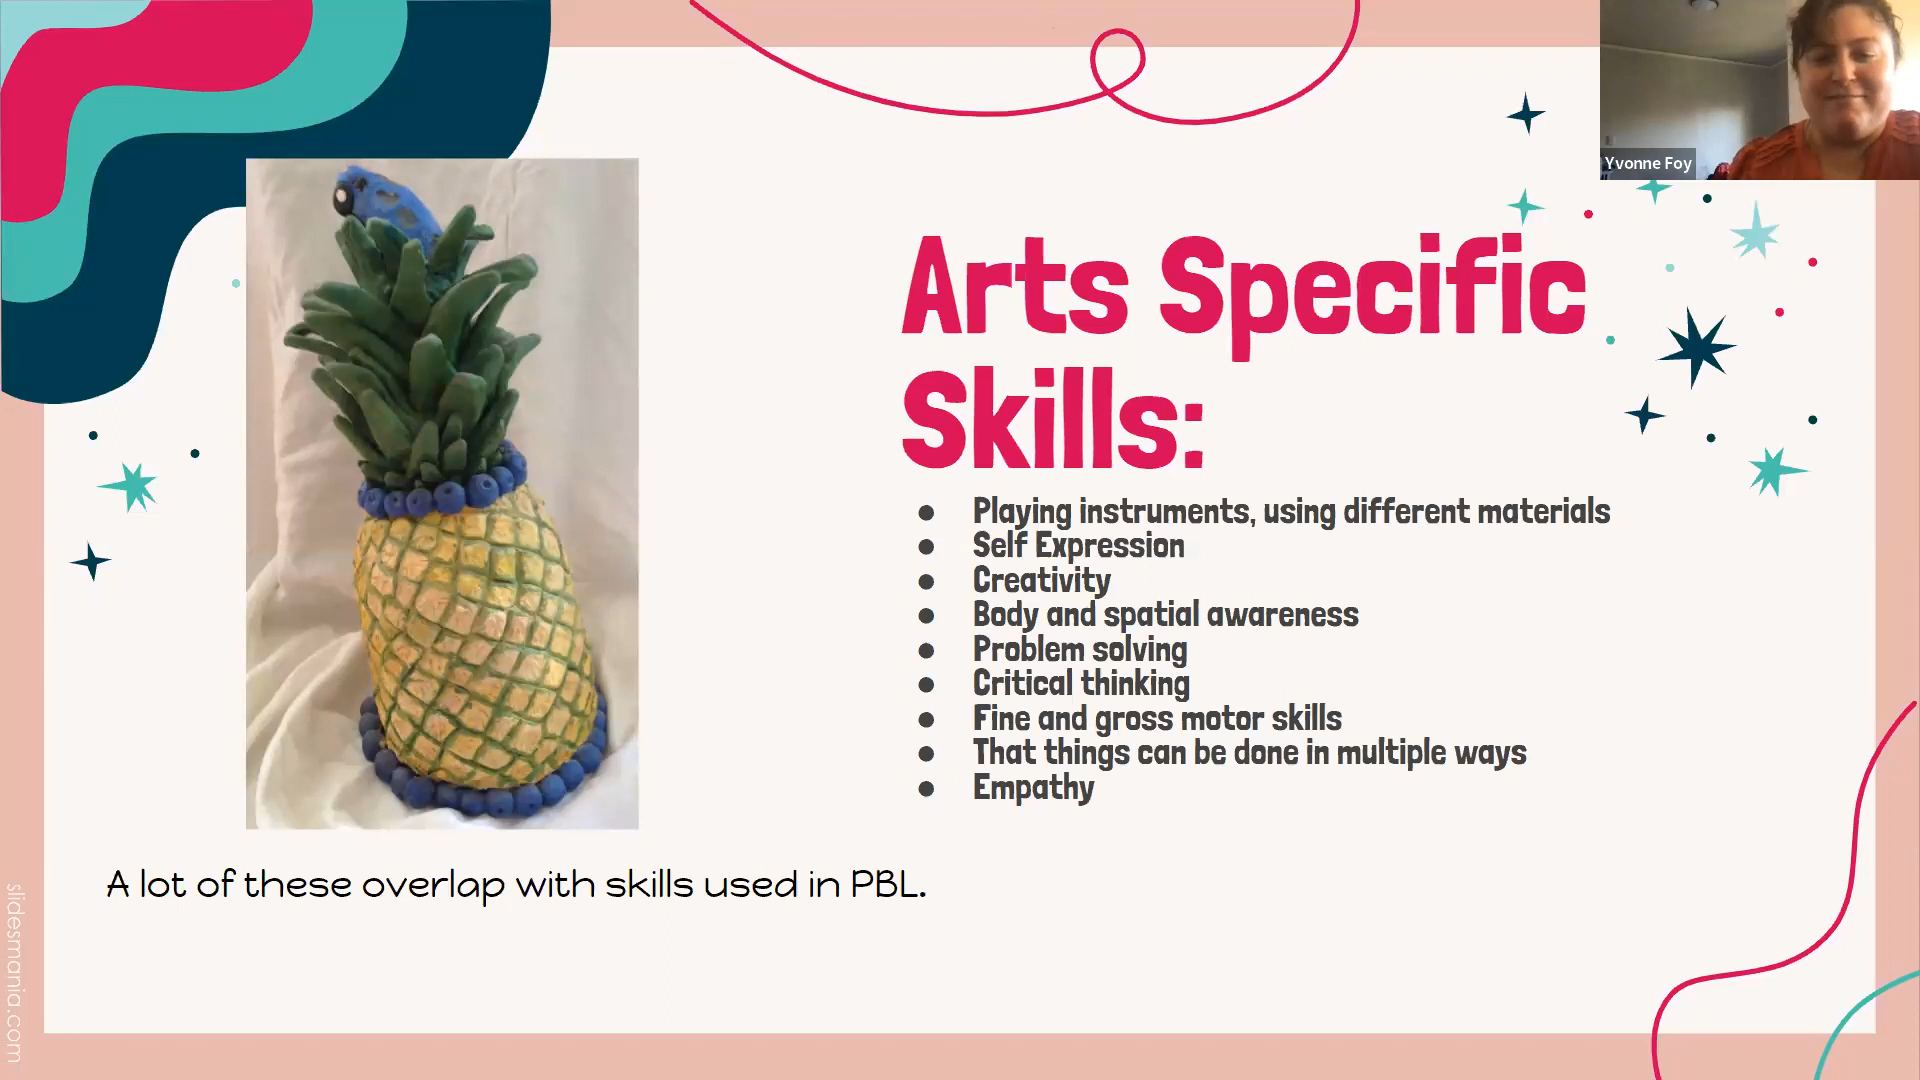 Yvonne Foy
Arts Specific
Skills:
● Playing instruments, using different materials
● Self Expression
● Creativity
● Body and spatial awareness
● Problem solving
● Critical thinking
● Fine and gross motor skills
● That things can be done in multiple ways
● Empathy
A lot of these overlap with skills used in PBL.
slidesmania.com